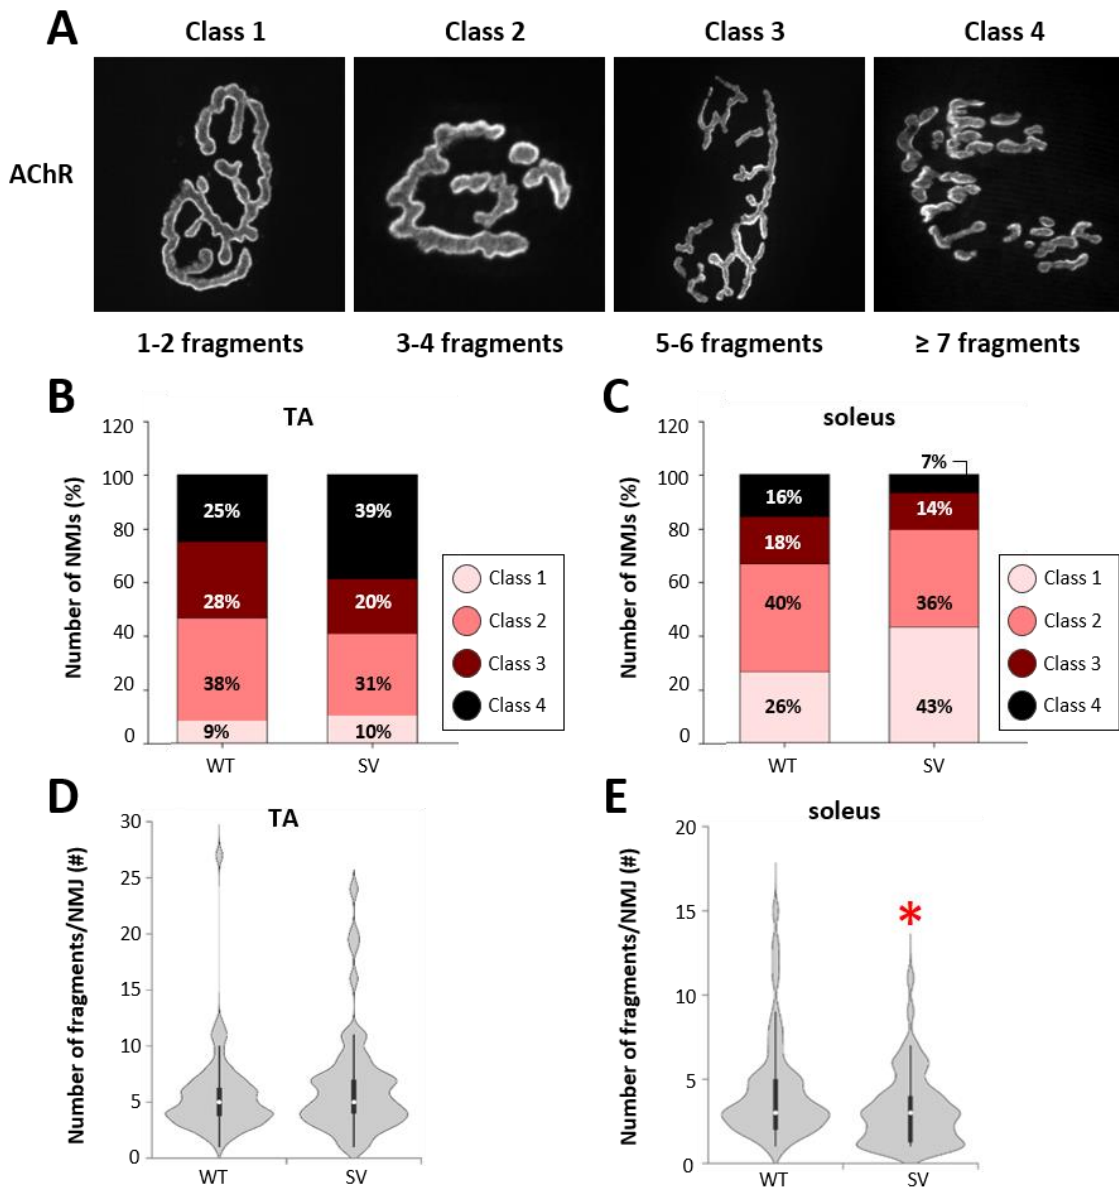 A
Class 1
Class 2
Class 3
Class 4
AChR
1-2 fragments
3-4 fragments
5-6 fragments
≥ 7 fragments
B
TA
Number of NMJs (%)
120
100
80
60
40
20
0
25%
28%
38%
9%
39%
20%
31%
10%
WT
SV
Class 1
Class 2
Class 3
Class 4
C
soleus
Number of NMJs (%)
120
100
80
60
40
20
0
16%
18%
40%
26%
7%
14%
36%
43%
WT
SV
Class 1
Class 2
Class 3
Class 4
D
TA
Number of fragments/NMJ (#)
30
25
20
15
10
5
0
WT
SV
E
soleus
Number of fragments/NMJ (#)
20
15
10
5
0
*
WT
SV